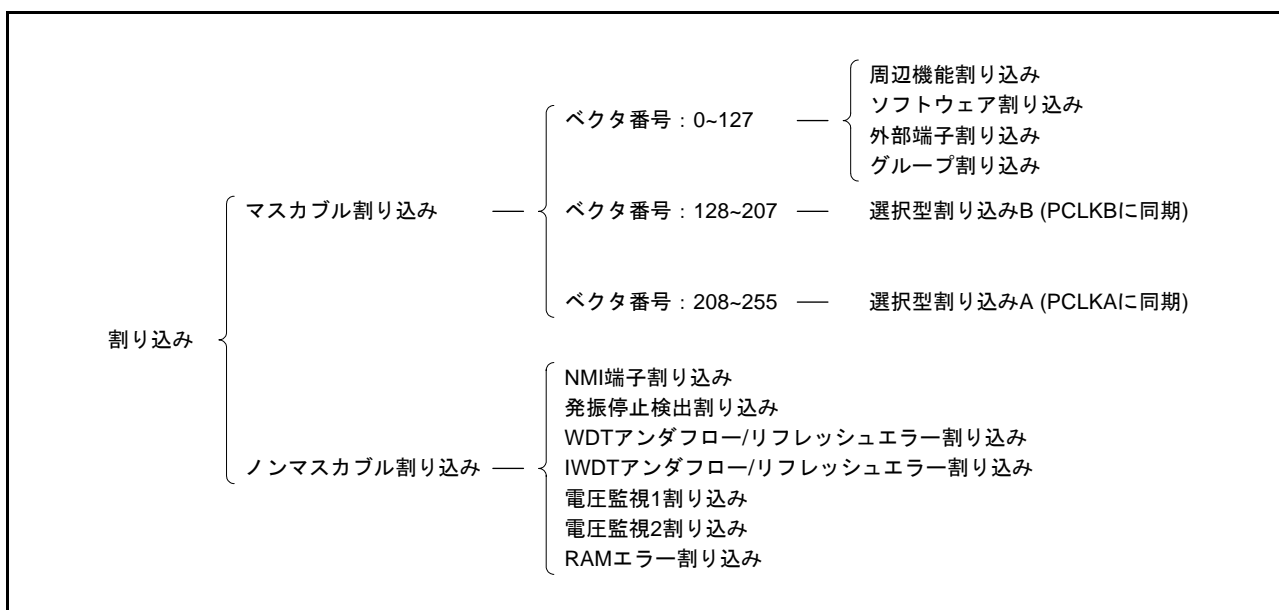 周辺機能割り込み
ソフトウェア割り込み
ベクタ番号：0~127
外部端子割り込み
グループ割り込み
マスカブル割り込み
ベクタ番号：128~207
選択型割り込みB (PCLKBに同期)
ベクタ番号：208~255
選択型割り込みA (PCLKAに同期)
割り込み
NMI端子割り込み
発振停止検出割り込み
WDTアンダフロー/リフレッシュエラー割り込み
ノンマスカブル割り込み
IWDTアンダフロー/リフレッシュエラー割り込み
電圧監視1割り込み
電圧監視2割り込み
RAMエラー割り込み